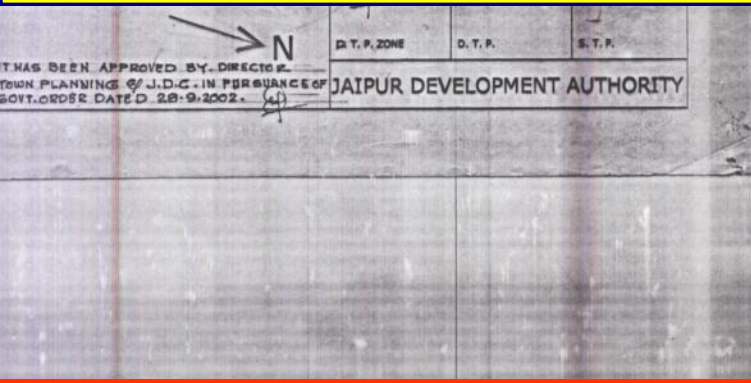 N
D. T. P. ZONE
D. T. P.
S. T. P.
IT HAS BEEN APPROVED BY. DIRECTOR
TOWN PLANNING @/ J.D.C. IN PURSUANCE OF
GOVT. ORDER DATE'D 28-9-2002.
JAIPUR DEVELOPMENT AUTHORITY